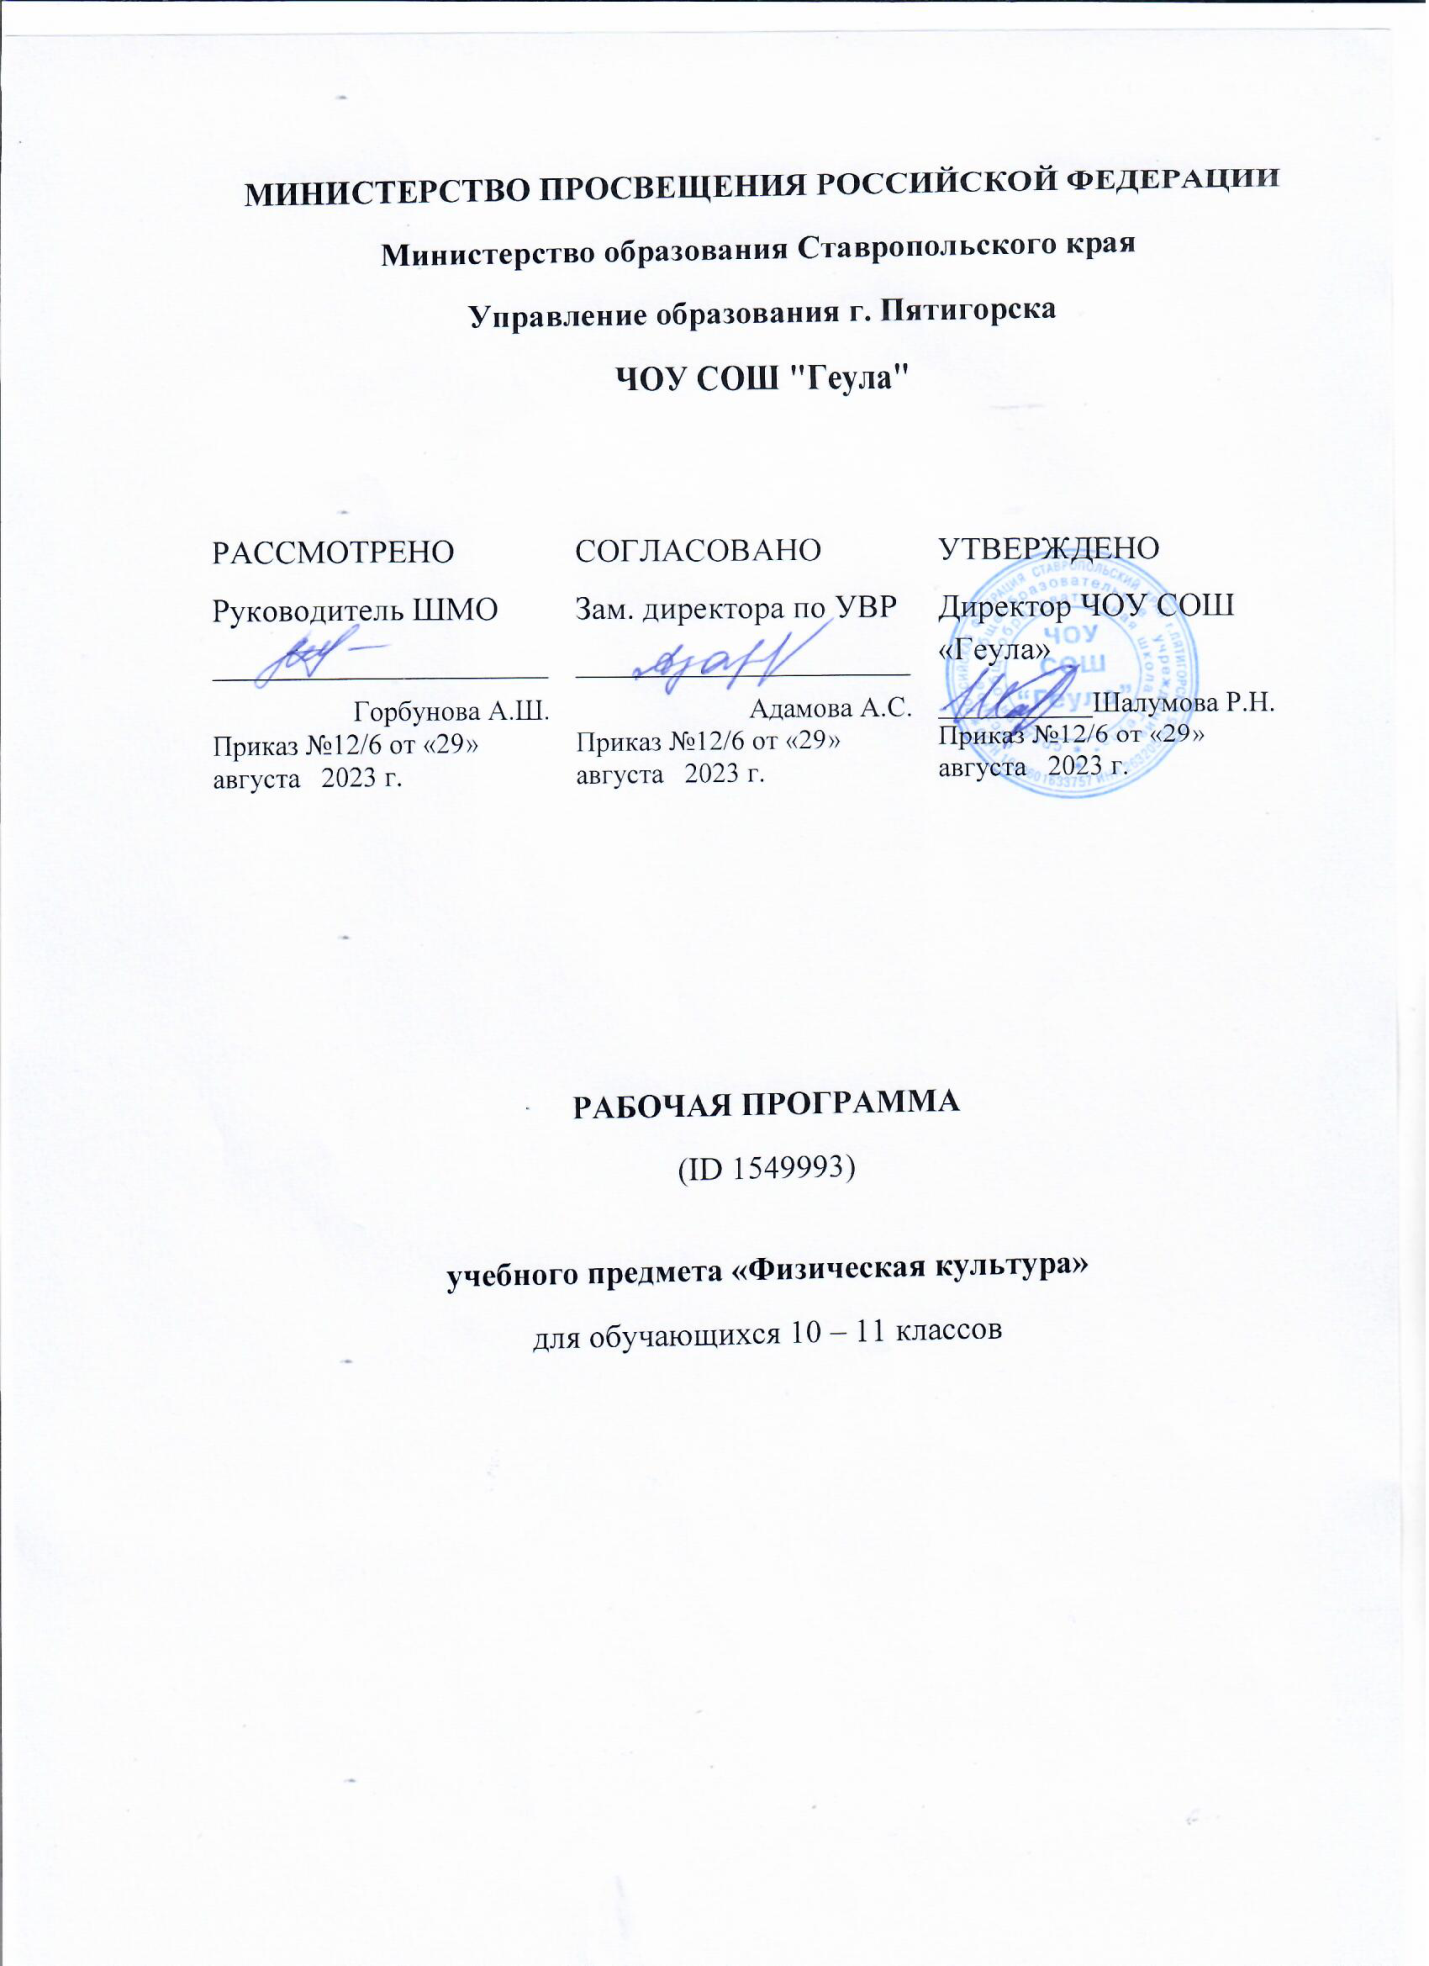 МИНИСТЕРСТВО ПРОСВЕЩЕНИЯ РОССИЙСКОЙ ФЕДЕРАЦИИ
Министерство образования Ставропольского края
Управление образования г. Пятигорска
ЧОУ СОШ "Геула"
РАССМОТРЕНО
Руководитель ШМО
Горбунова А.Ш.
Приказ №12/6 от «29»
августа 2023 г.
СОГЛАСОВАНО
Зам. директора по УВР
Адамова А.С.
Приказ №12/6 от «29»
августа 2023 г.
УТВЕРЖДЕНО
Директор ЧОУ СОШ
«Геула»
Шалумова Р.Н.
Приказ №12/6 от «29»
августа 2023 г.
ЧОУ
СОШ
“Геула”
РАБОЧАЯ ПРОГРАММА
(ID 1549993)
учебного предмета «Физическая культура»
для обучающихся 10 – 11 классов